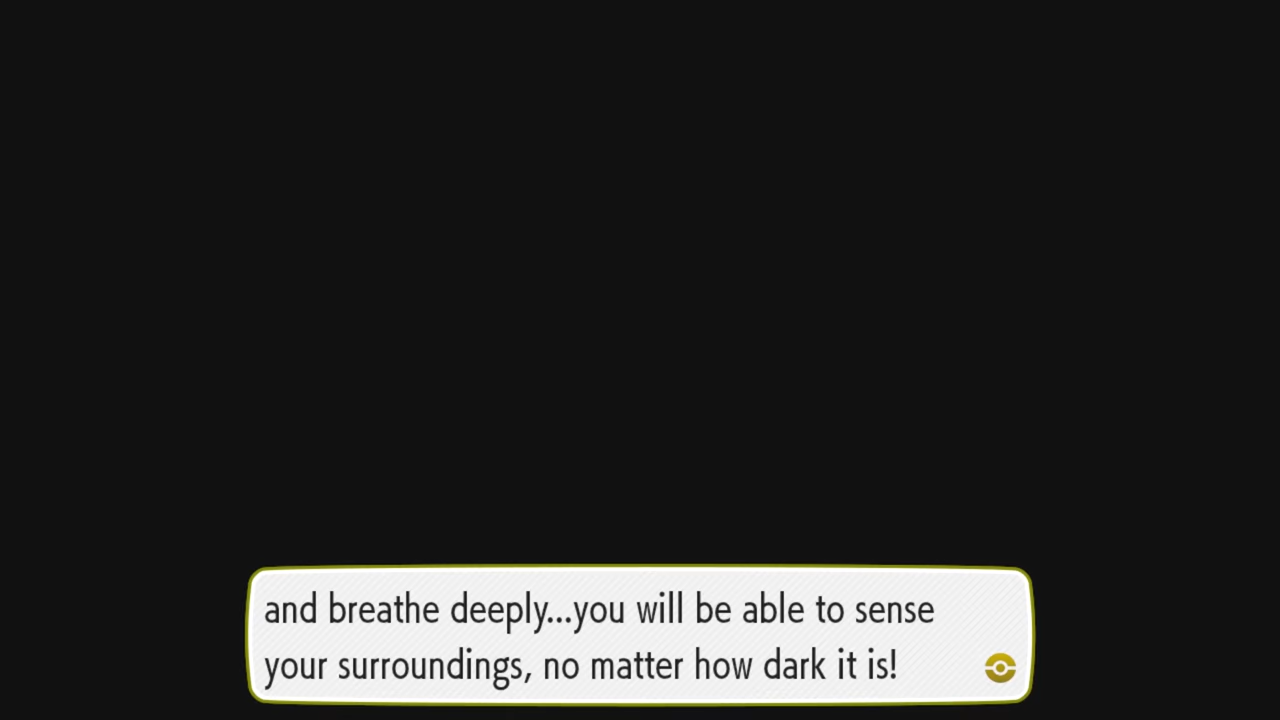 and breathe deeply...you will be able to sense
your surroundings, no matter how dark it is!